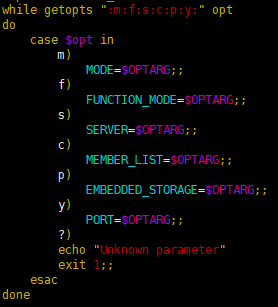 while getopts ":m:f:s:c:p:y:" opt
do
    case $opt in
        m)
            MODE=$OPTARG;;
        f)
            FUNCTION_MODE=$OPTARG;;
        s)
            SERVER=$OPTARG;;
        c)
            MEMBER_LIST=$OPTARG;;
        p)
            EMBEDDED_STORAGE=$OPTARG;;
        y)
            PORT=$OPTARG;;
        ?)
        echo "Unknown parameter"
        exit 1;;
    esac
done